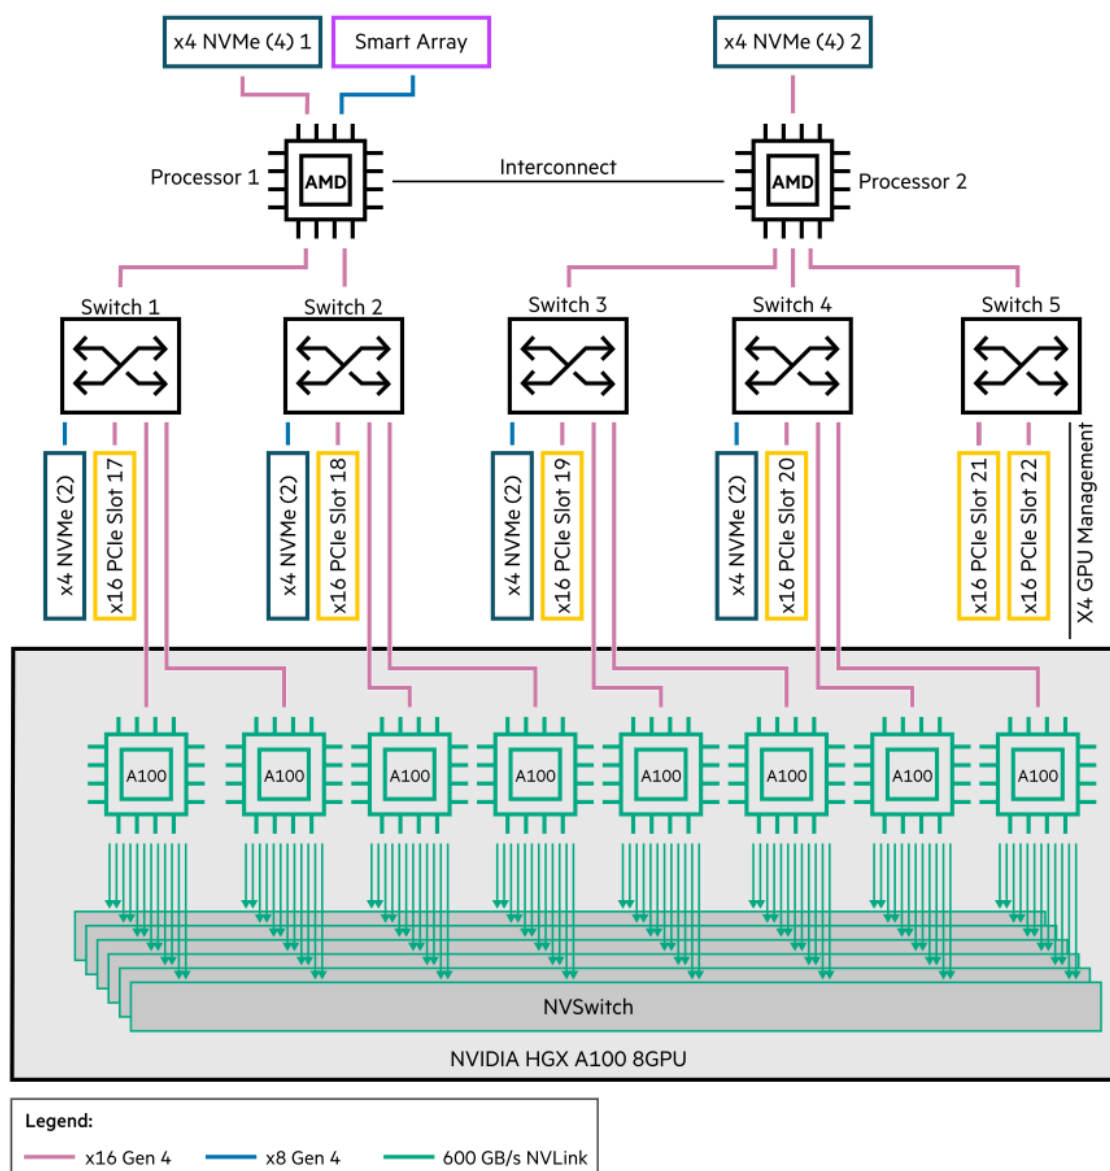 x4 NVMe (4) 1
Smart Array
x4 NVMe (4) 2
Processor 1
AMD
Interconnect
AMD
Processor 2
Switch 1
Switch 2
Switch 3
Switch 4
Switch 5
x4 NVMe (2)
x16 PCIe Slot 17
x4 NVMe (2)
x16 PCIe Slot 18
x4 NVMe (2)
x16 PCIe Slot 19
x4 NVMe (2)
x16 PCIe Slot 20
x16 PCIe Slot 21
x16 PCIe Slot 22
X4 GPU Management
A100
A100
A100
A100
A100
A100
A100
A100
NVSwitch
NVIDIA HGX A100 8GPU
Legend:
x16 Gen 4
x8 Gen 4
600 GB/s NVLink